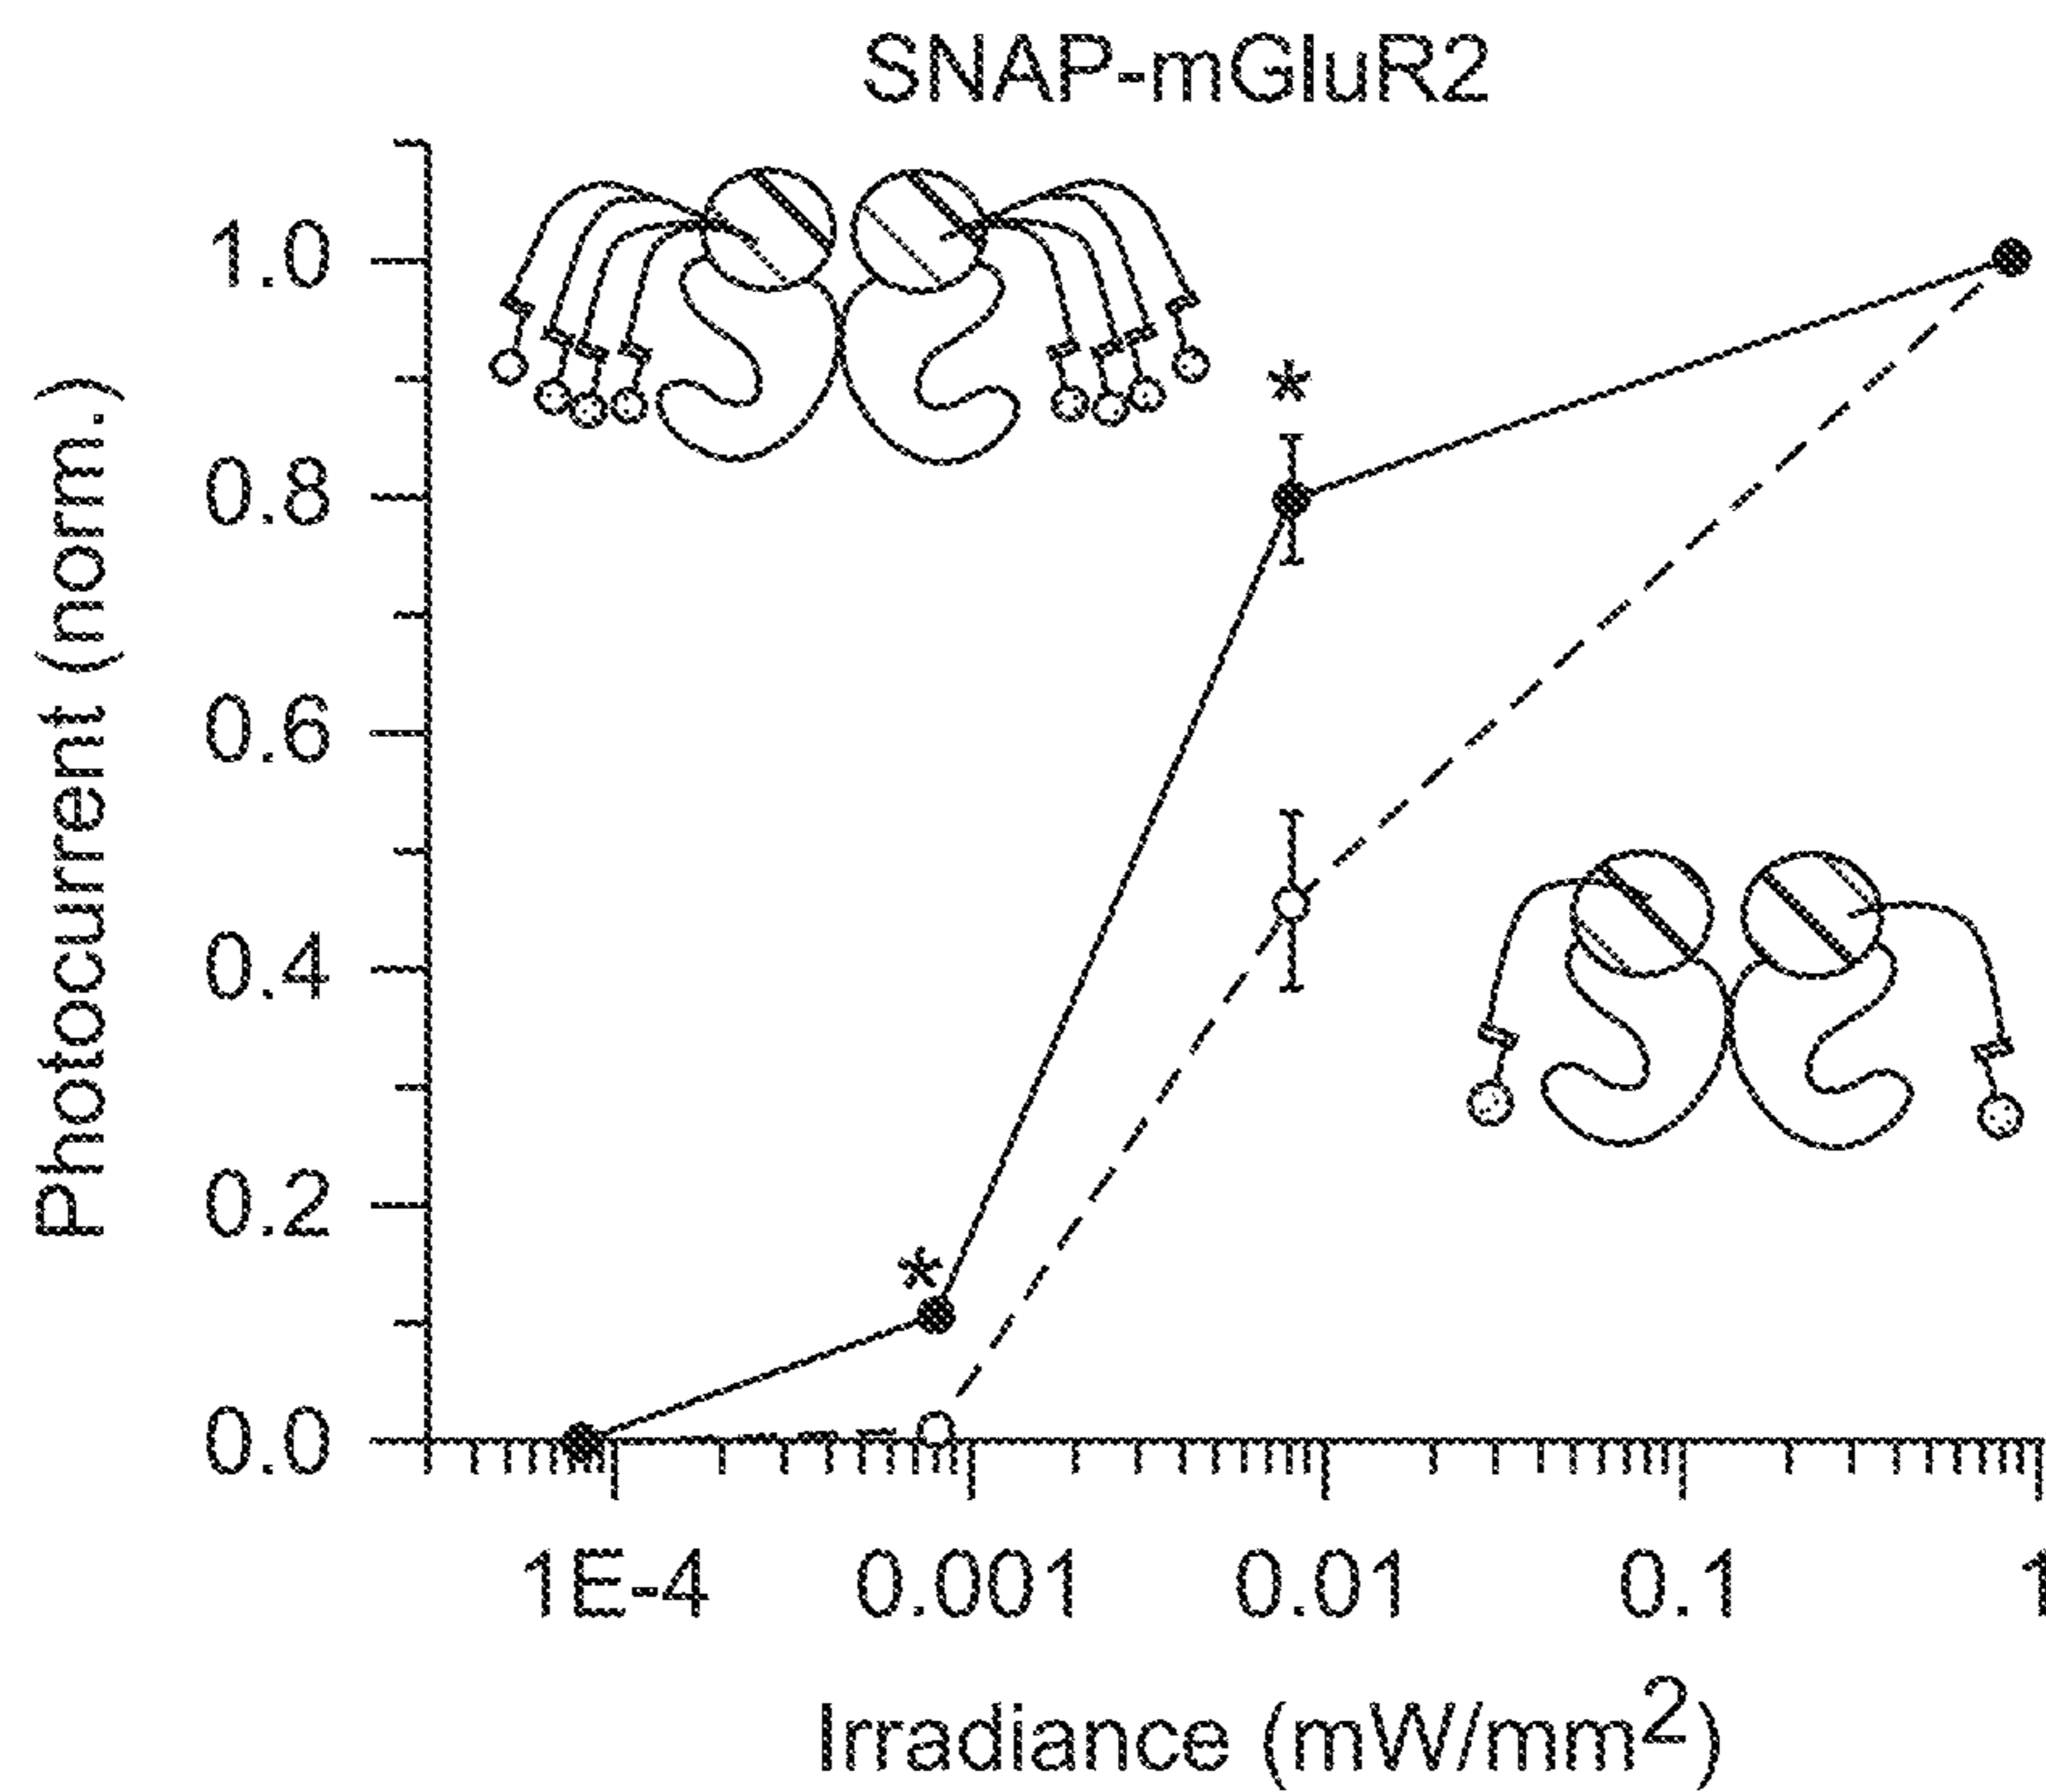 SNAP-mGluR2
Photocurrent (norm.)
1.0
0.8
0.6
0.4
0.2
0.0
*
*
1E-4 0.001 0.01 0.1 1
Irradiance (mW/mm²)